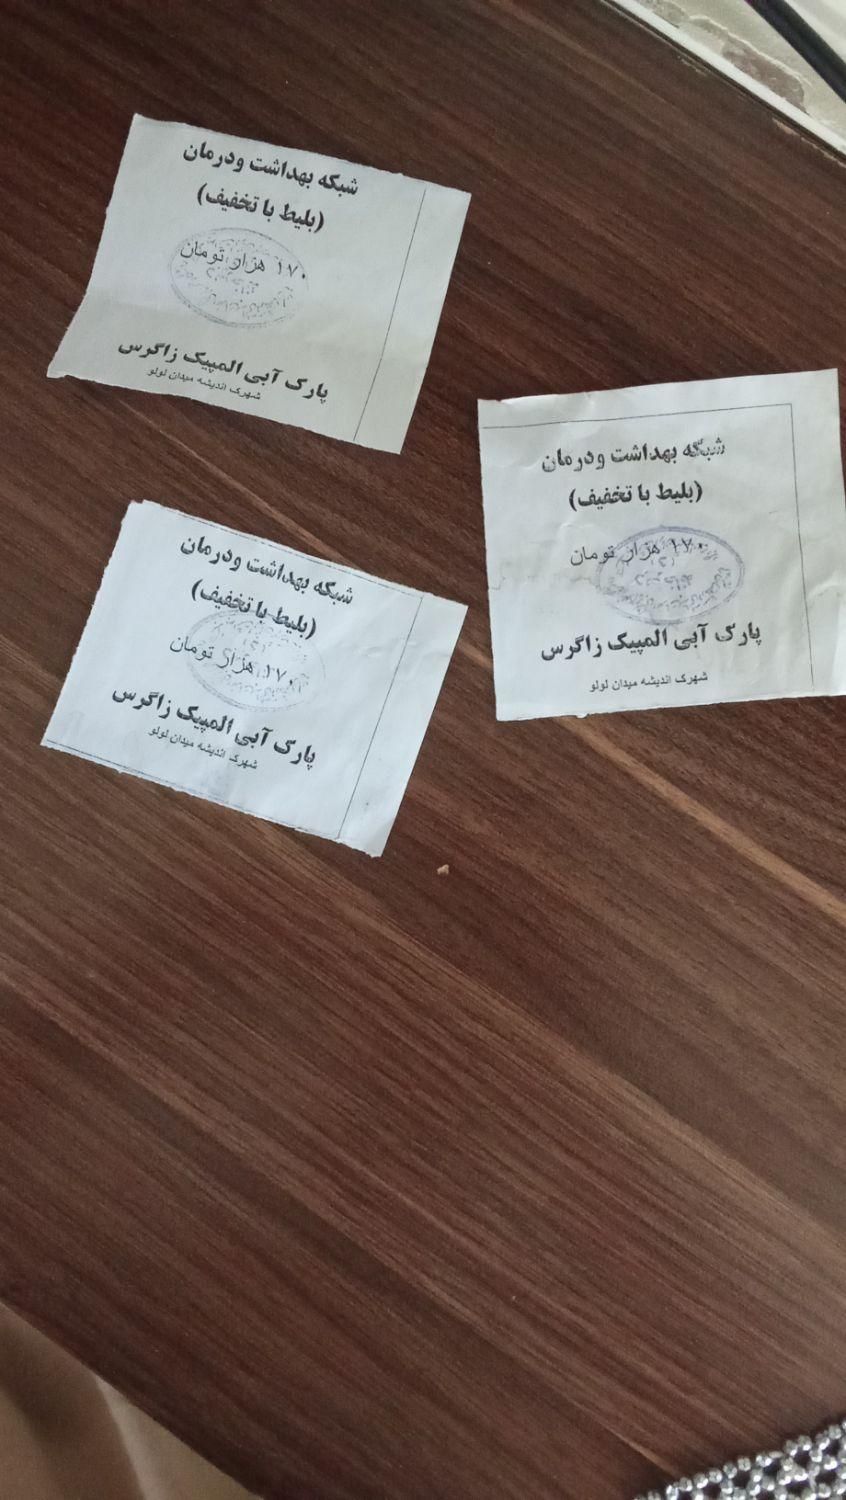 شبکه بهداشت ودرمان
(بلیط با تخفیف)
۱۷۰ هزار تومان
پارک آبی المپیک زاگرس
شهرک اندیشه میدان لولو
شبکه بهداشت ودرمان
(بلیط با تخفیف)
۱۷۰ هزار تومان
پارک آبی المپیک زاگرس
شهرک اندیشه میدان لولو
شبکه بهداشت ودرمان
(بلیط با تخفیف)
۱۷۰ هزار تومان
پارک آبی المپیک زاگرس
شهرک اندیشه میدان لولو